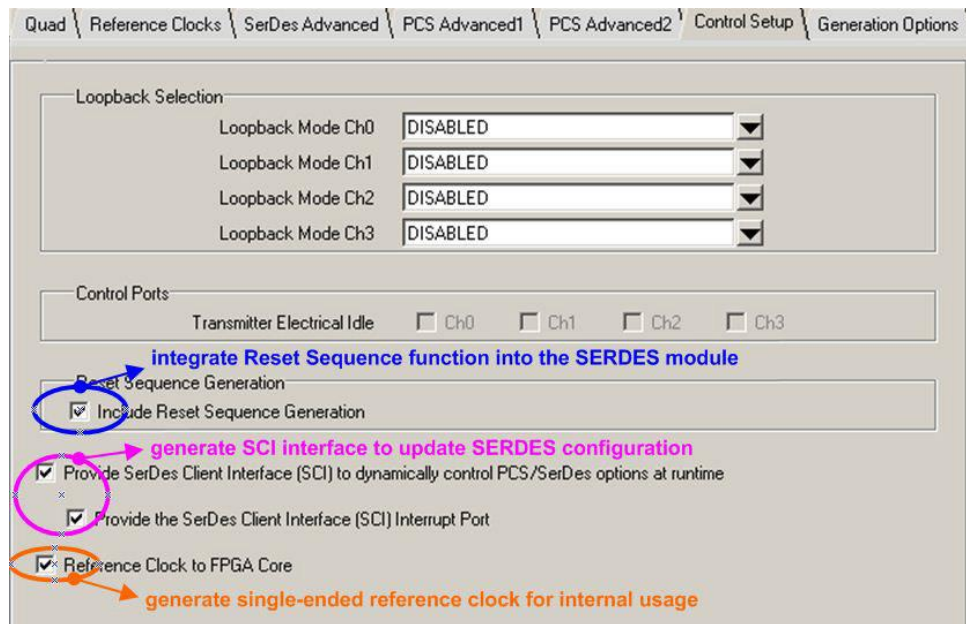 Quad Reference Clocks SerDes Advanced PCS Advanced1 PCS Advanced2 Control Setup Generation Options
Loopback Selection
Loopback Mode Ch0 DISABLED
Loopback Mode Ch1 DISABLED
Loopback Mode Ch2 DISABLED
Loopback Mode Ch3 DISABLED
Control Ports
Transmitter Electrical Idle Ch0 Ch1 Ch2 Ch3
integrate Reset Sequence function into the SERDES module
Reset Sequence Generation
Include Reset Sequence Generation
generate SCI interface to update SERDES configuration
Provide SerDes Client Interface (SCI) to dynamically control PCS/SerDes options at runtime
Provide the SerDes Client Interface (SCI) Interrupt Port
Reference Clock to FPGA Core
generate single-ended reference clock for internal usage